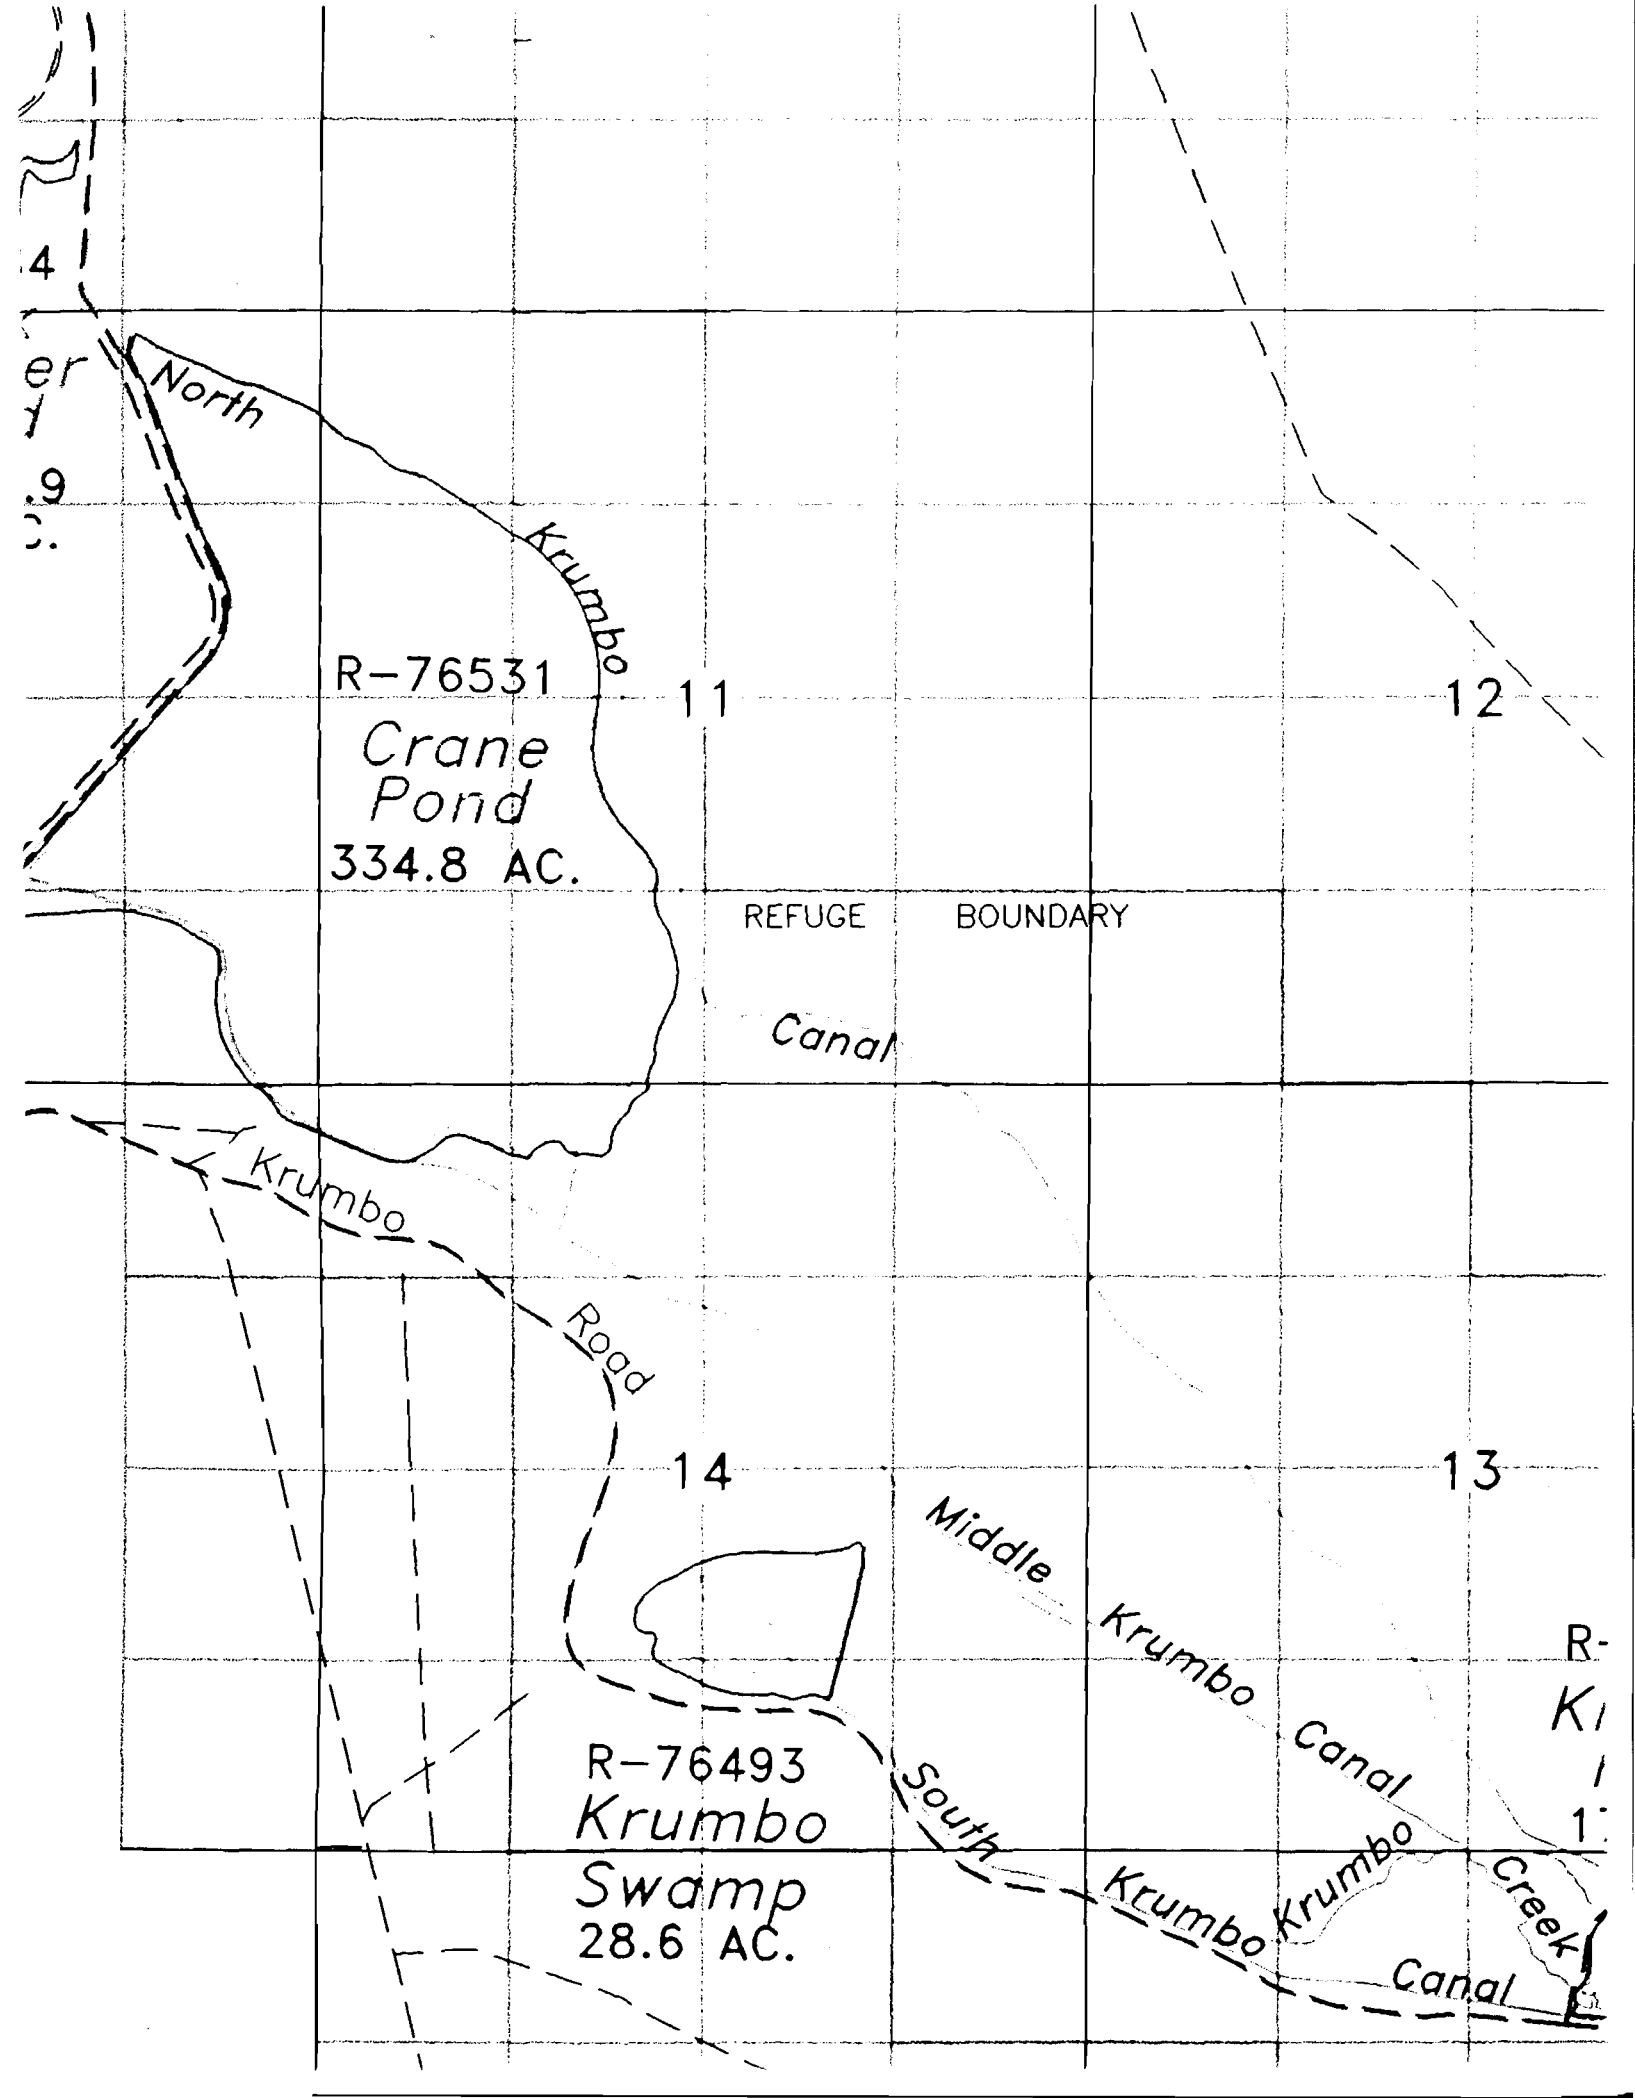 4
er
.9
North
Krumbo
R-76531
11
12
Crane
Pond
334.8 AC.
REFUGE BOUNDARY
Canal
Krumbo
Road
14
13
Middle
Krumbo
Canal
R-
R-76493
Krumbo
Swamp
28.6 AC.
South
Krumbo
Canal
Krumbo
Creek